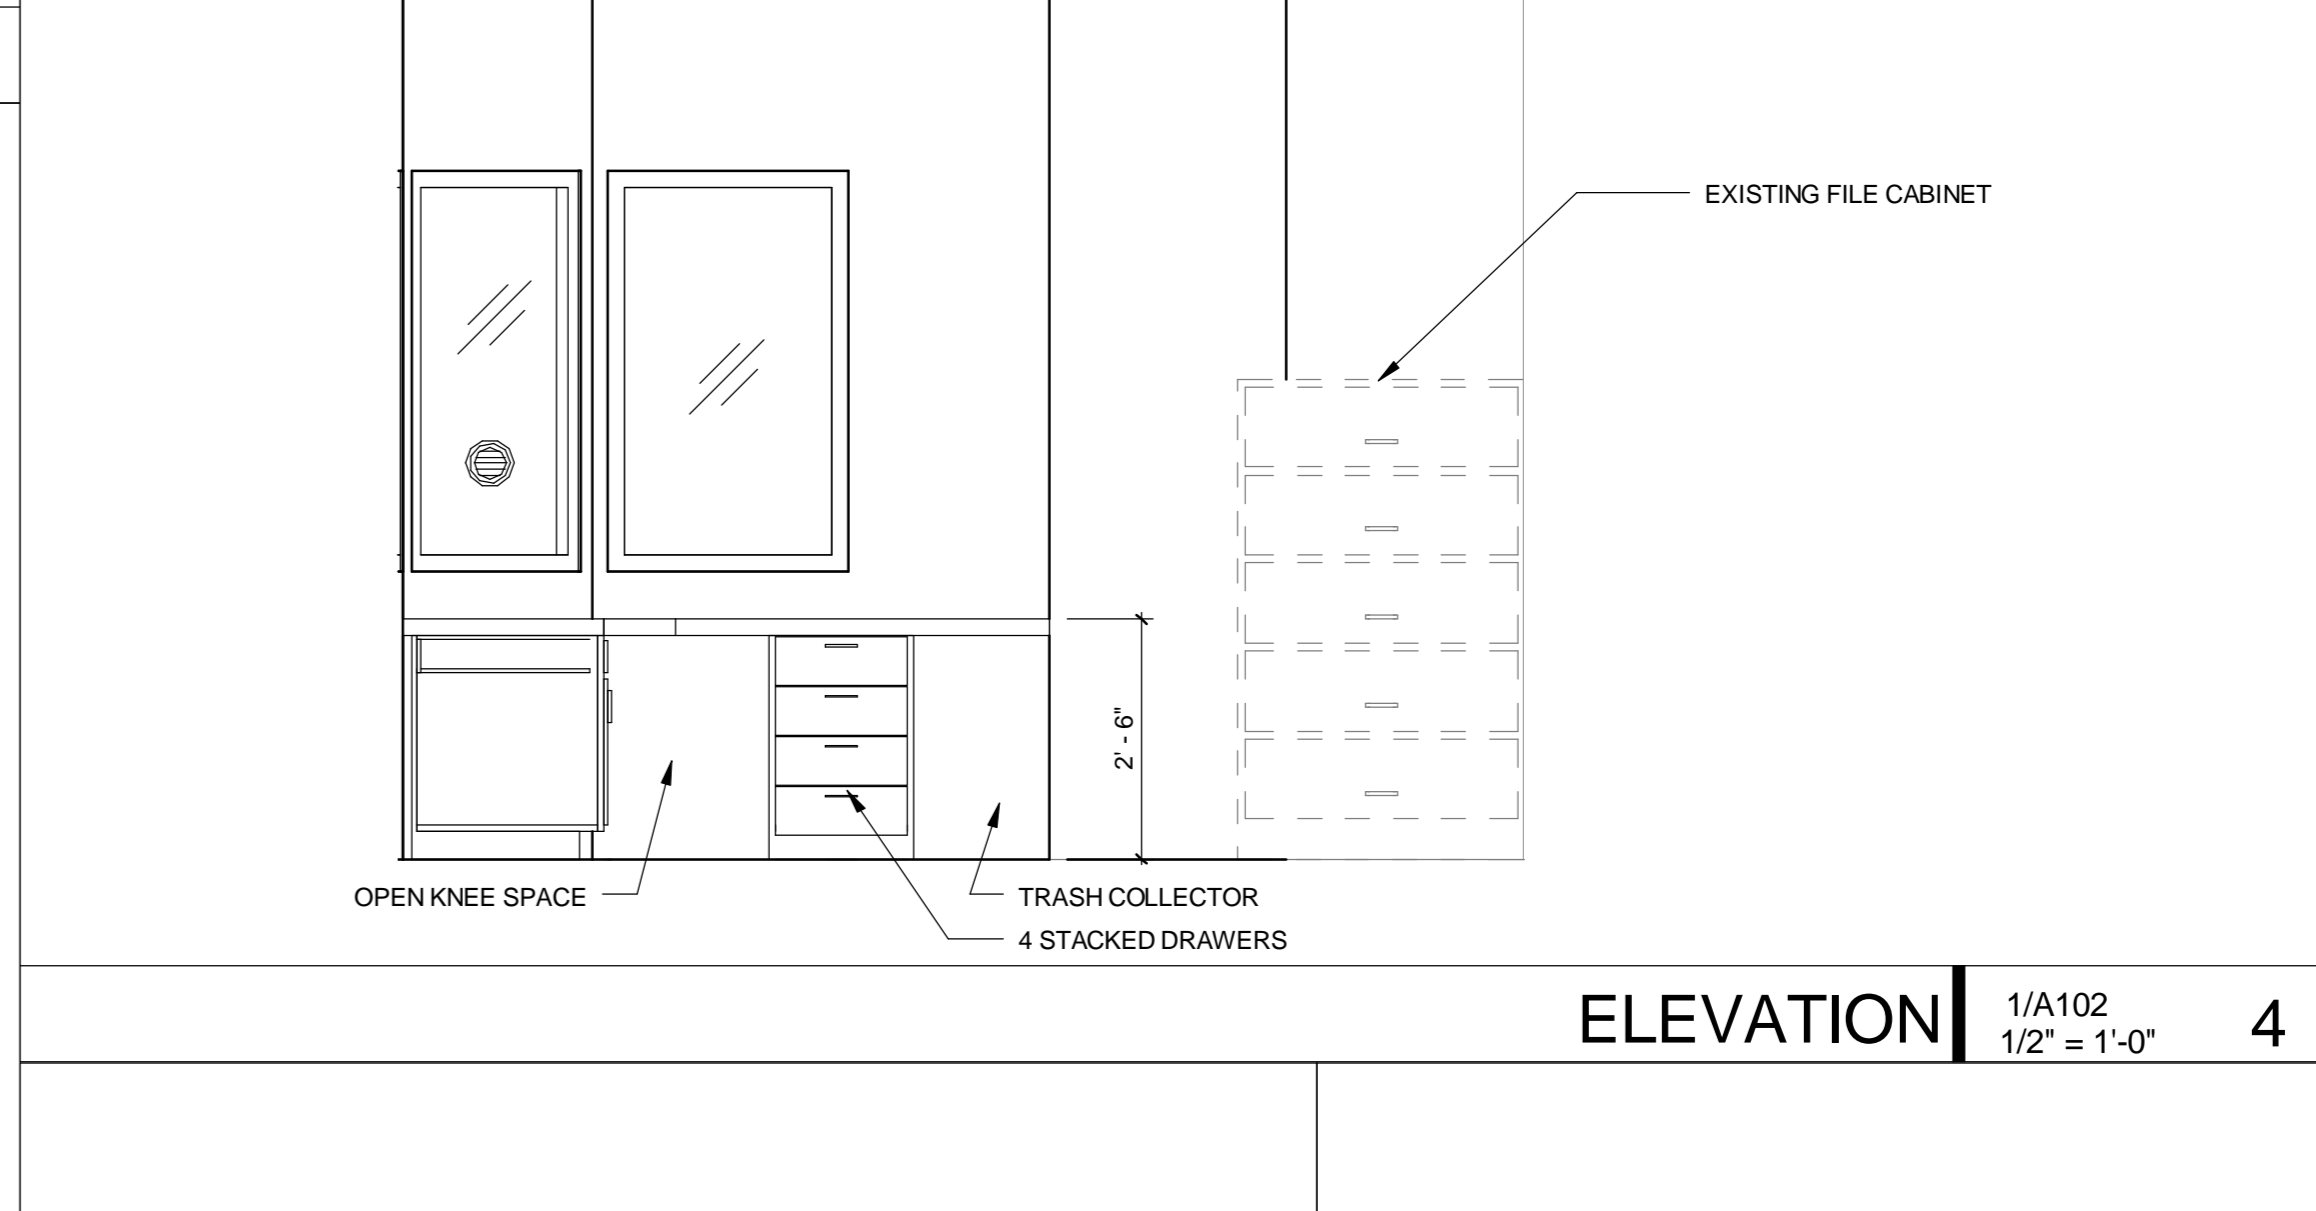 EXISTING FILE CABINET
2' - 6"
OPEN KNEE SPACE
TRASH COLLECTOR
4 STACKED DRAWERS
ELEVATION
1/A102
1/2" = 1'-0"
4